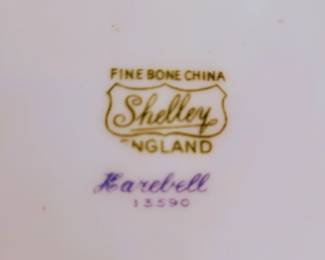 FINE BONE CHINA
Shelley
ENGLAND
Harebell
13590